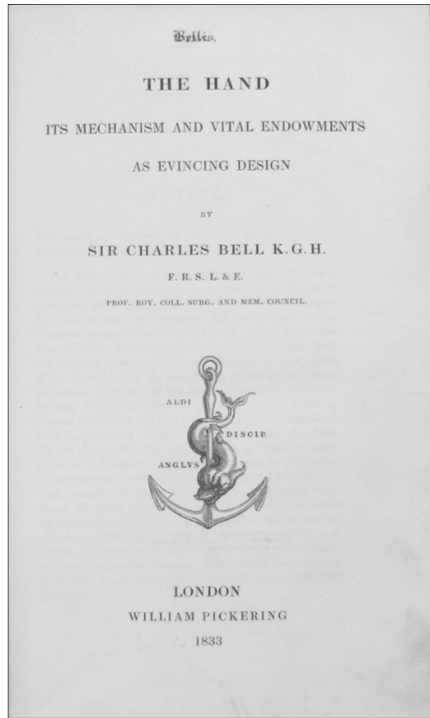 THE HAND
ITS MECHANISM AND VITAL ENDOWMENTS
AS EVINCING DESIGN
BY
SIR CHARLES BELL K.G.H.
F. R. S. L. & E.
PROF. ROY. COLL. SURG. AND MEM. COUNCIL.
ALDI
DISCIP.
ANGLVS
LONDON
WILLIAM PICKERING
1833